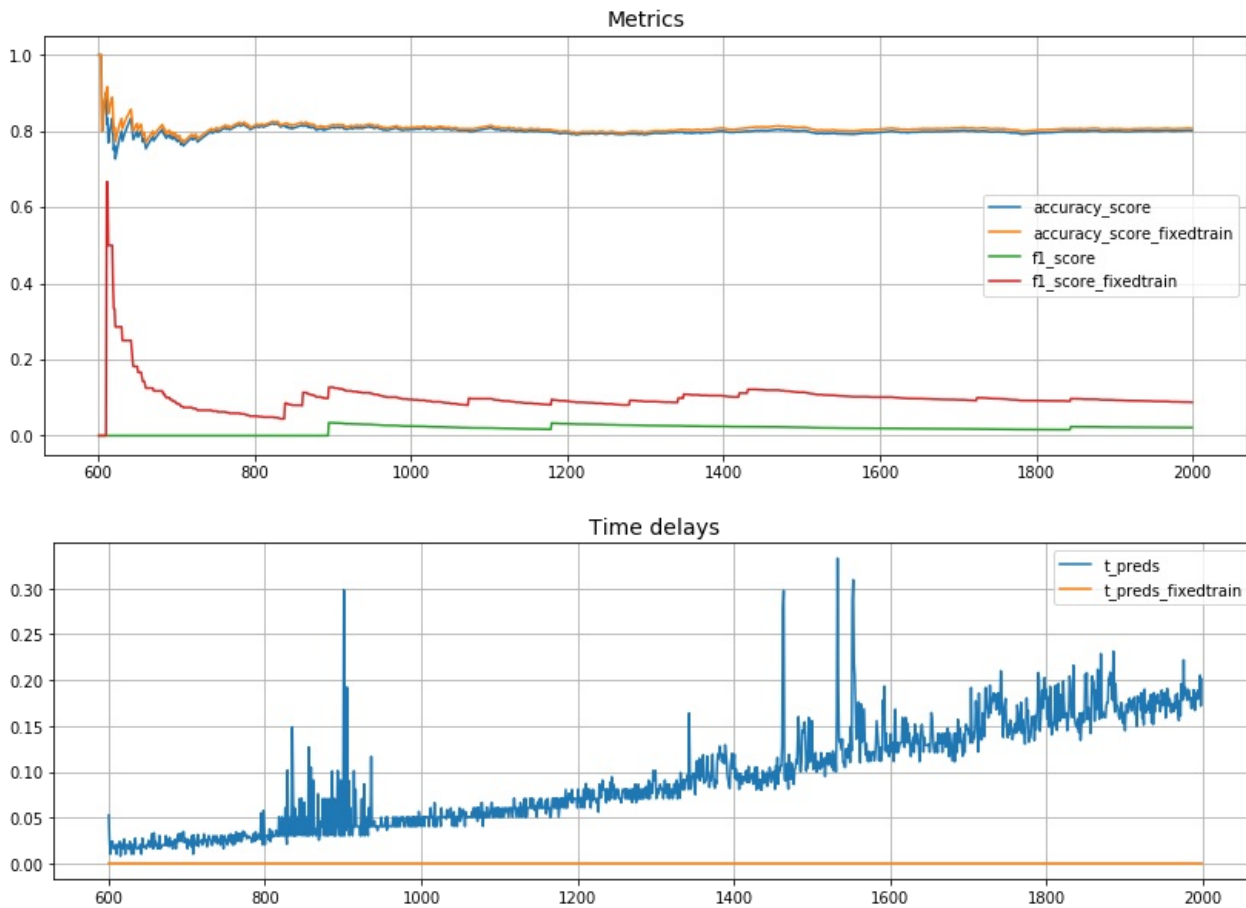 Metrics
1.0
0.8
0.6
0.4
0.2
0.0
accuracy_score
accuracy_score_fixedtrain
f1_score
f1_score_fixedtrain
600 800 1000 1200 1400 1600 1800 2000
Time delays
0.30
0.25
0.20
0.15
0.10
0.05
0.00
t_preds
t_preds_fixedtrain
600 800 1000 1200 1400 1600 1800 2000